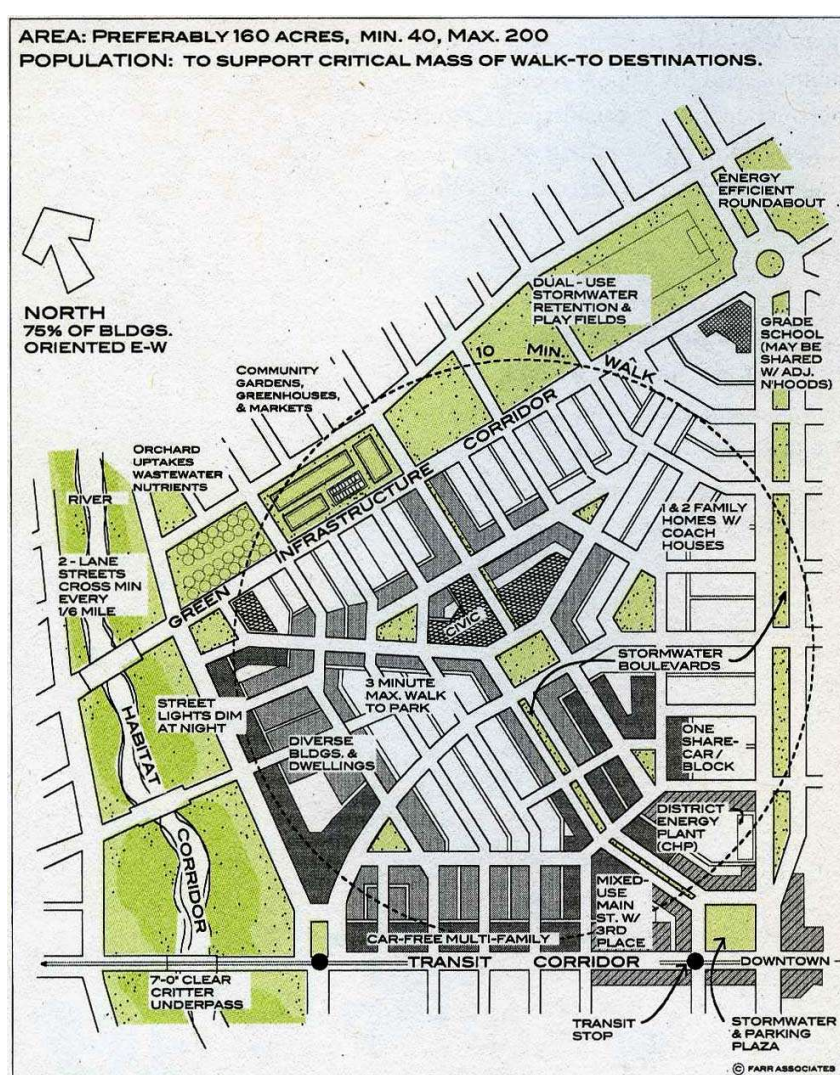 AREA: PREFERABLY 160 ACRES, MIN. 40, MAX. 200
POPULATION: TO SUPPORT CRITICAL MASS OF WALK-TO DESTINATIONS.
ENERGY
EFFICIENT
ROUNDABOUT
NORTH
75% OF BLDGS.
ORIENTED E-W
DUAL-USE
STORMWATER
RETENTION &
PLAY FIELDS
GRADE
SCHOOL
(MAY BE
SHARED
W/ ADJ.
N'HOODS)
10 MIN. WALK
COMMUNITY
GARDENS,
GREENHOUSES,
& MARKETS
ORCHARD
UPTAKES
WASTEWATER
NUTRIENTS
RIVER
GREEN INFRASTRUCTURE CORRIDOR
2-LANE
STREETS
CROSS MIN
EVERY
1/6 MILE
1 & 2 FAMILY
HOMES W/
COACH
HOUSES
CIVIC
STORMWATER
BOULEVARDS
3 MINUTE
MAX. WALK
TO PARK
STREET
LIGHTS DIM
AT NIGHT
HABITAT CORRIDOR
DIVERSE
BLDGS. &
DWELLINGS
ONE
SHARE-
CAR /
BLOCK
DISTRICT
ENERGY
PLANT
(CHP)
MIXED-
USE
MAIN
ST. W/
3RD
PLACE
CAR-FREE MULTI-FAMILY
TRANSIT CORRIDOR
DOWNTOWN
7'-0" CLEAR
CRITTER
UNDERPASS
TRANSIT
STOP
STORMWATER
& PARKING
PLAZA
© FARR ASSOCIATES